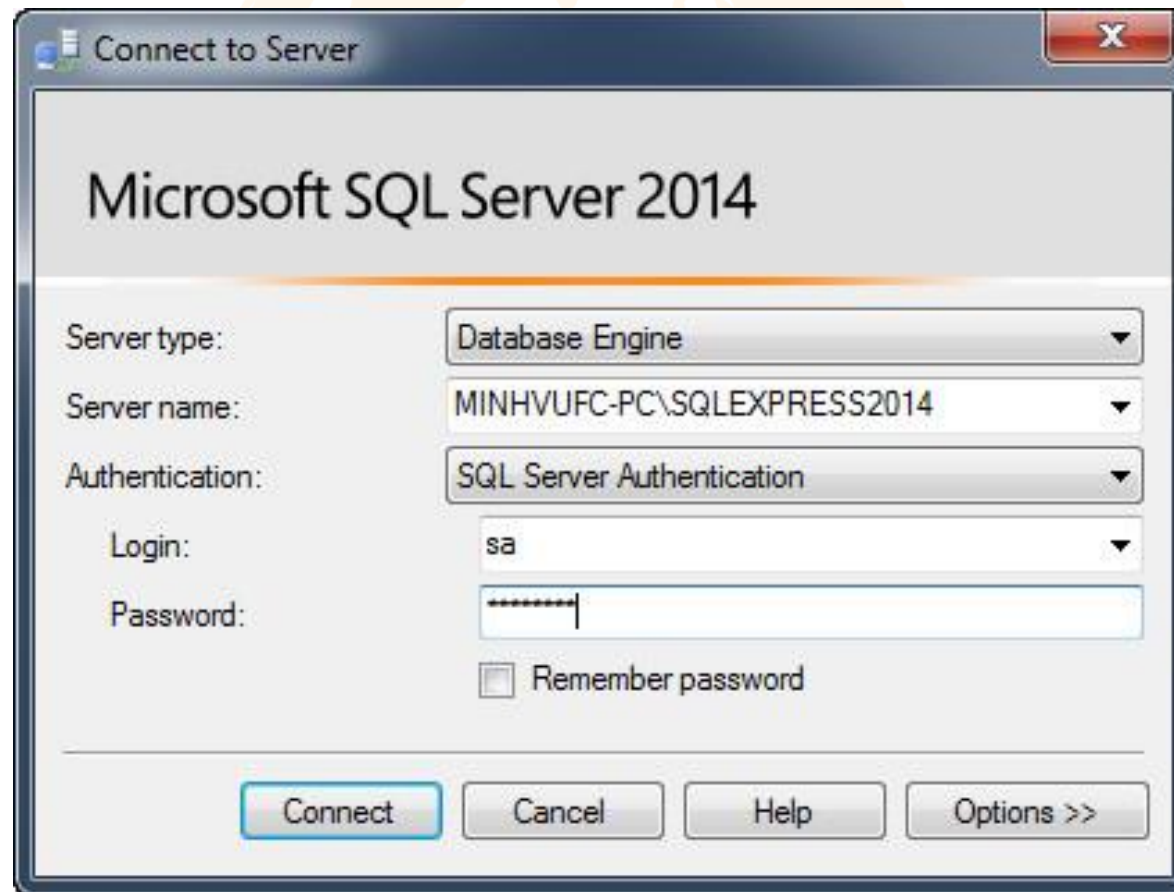 Connect to Server
Microsoft SQL Server 2014
Server type: Database Engine
Server name: MINHVUFC-PC\SQLEXPRESS2014
Authentication: SQL Server Authentication
Login: sa
Password: ********
Remember password
Connect Cancel Help Options >>